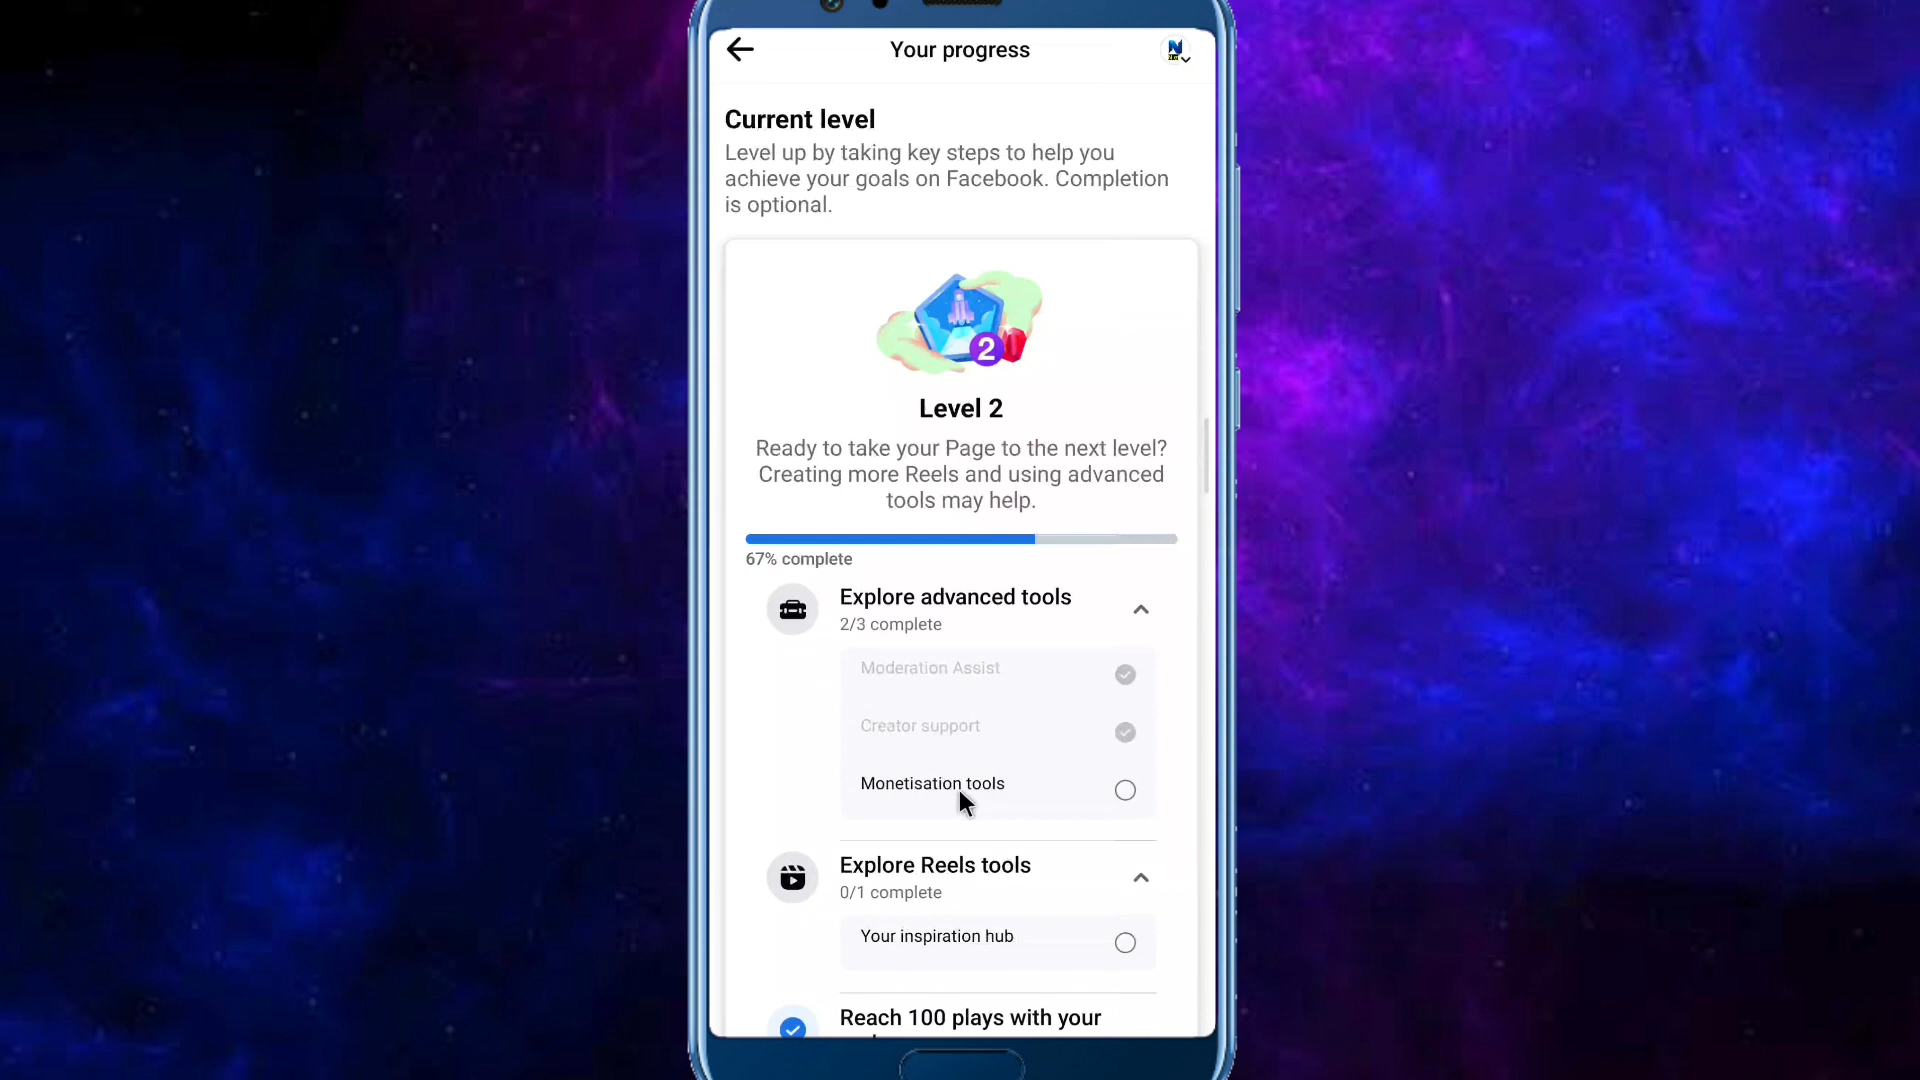 Your progress
Current level
Level up by taking key steps to help you
achieve your goals on Facebook. Completion
is optional.
2
Level 2
Ready to take your Page to the next level?
Creating more Reels and using advanced
tools may help.
67% complete
Explore advanced tools
2/3 complete
Moderation Assist
Creator support
Monetisation tools
Explore Reels tools
0/1 complete
Your inspiration hub
Reach 100 plays with your